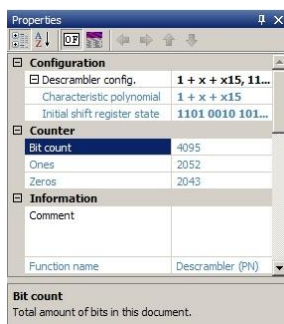 Properties
Configuration
Descrambler config. 1 + x + x15, 11...
Characteristic polynomial 1 + x + x15
Initial shift register state 1101 0010 101...
Counter
Bit count 4095
Ones 2052
Zeros 2043
Information
Comment
Function name Descrambler (PN)
Bit count
Total amount of bits in this document.